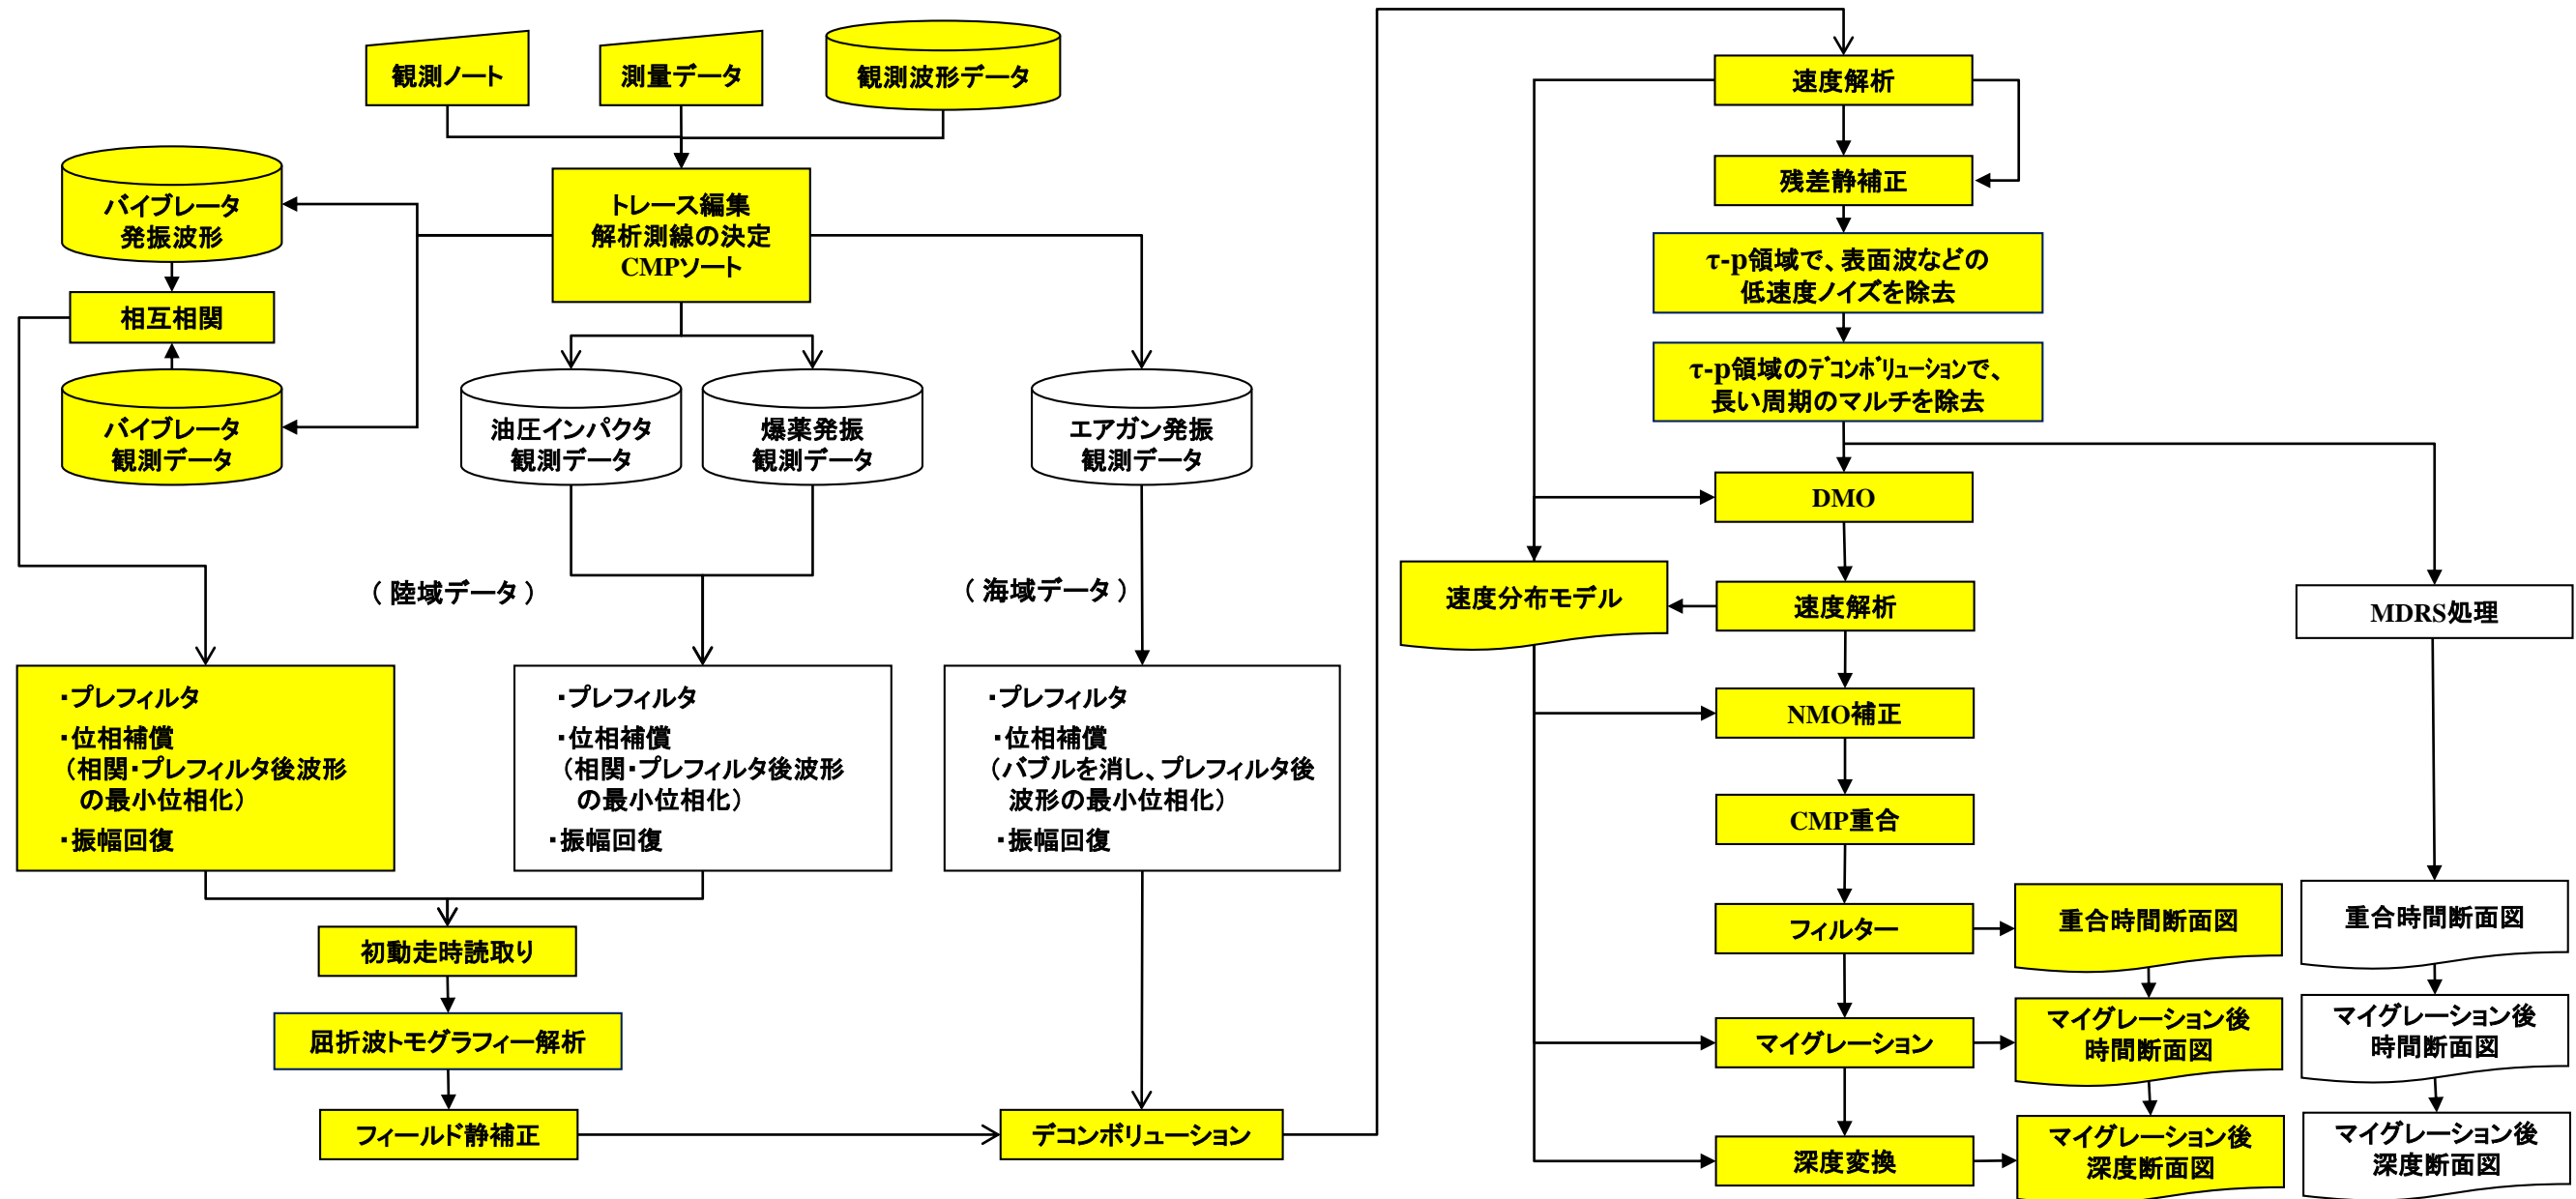 観測ノート
測量データ
観測波形データ
バイブレータ
発振波形
トレース編集
解析測線の決定
CMPソート
相互相関
バイブレータ
観測データ
油圧インパクタ
観測データ
爆薬発振
観測データ
エアガン発振
観測データ
（ 陸域データ ）
（ 海域データ ）
・プレフィルタ
・位相補償
（相関・プレフィルタ後波形
の最小位相化）
・振幅回復
・プレフィルタ
・位相補償
（相関・プレフィルタ後波形
の最小位相化）
・振幅回復
・プレフィルタ
・位相補償
（バブルを消し、プレフィルタ後
波形の最小位相化）
・振幅回復
初動走時読取り
屈折波トモグラフィー解析
フィールド静補正
デコンボリューション
速度解析
残差静補正
τ-p領域で、表面波などの
低速度ノイズを除去
τ-p領域のﾃﾞｺﾝﾎﾞﾘｭｰｼｮﾝで、
長い周期のマルチを除去
DMO
速度分布モデル
速度解析
MDRS処理
NMO補正
CMP重合
フィルター
重合時間断面図
重合時間断面図
マイグレーション
マイグレーション後
時間断面図
マイグレーション後
時間断面図
深度変換
マイグレーション後
深度断面図
マイグレーション後
深度断面図